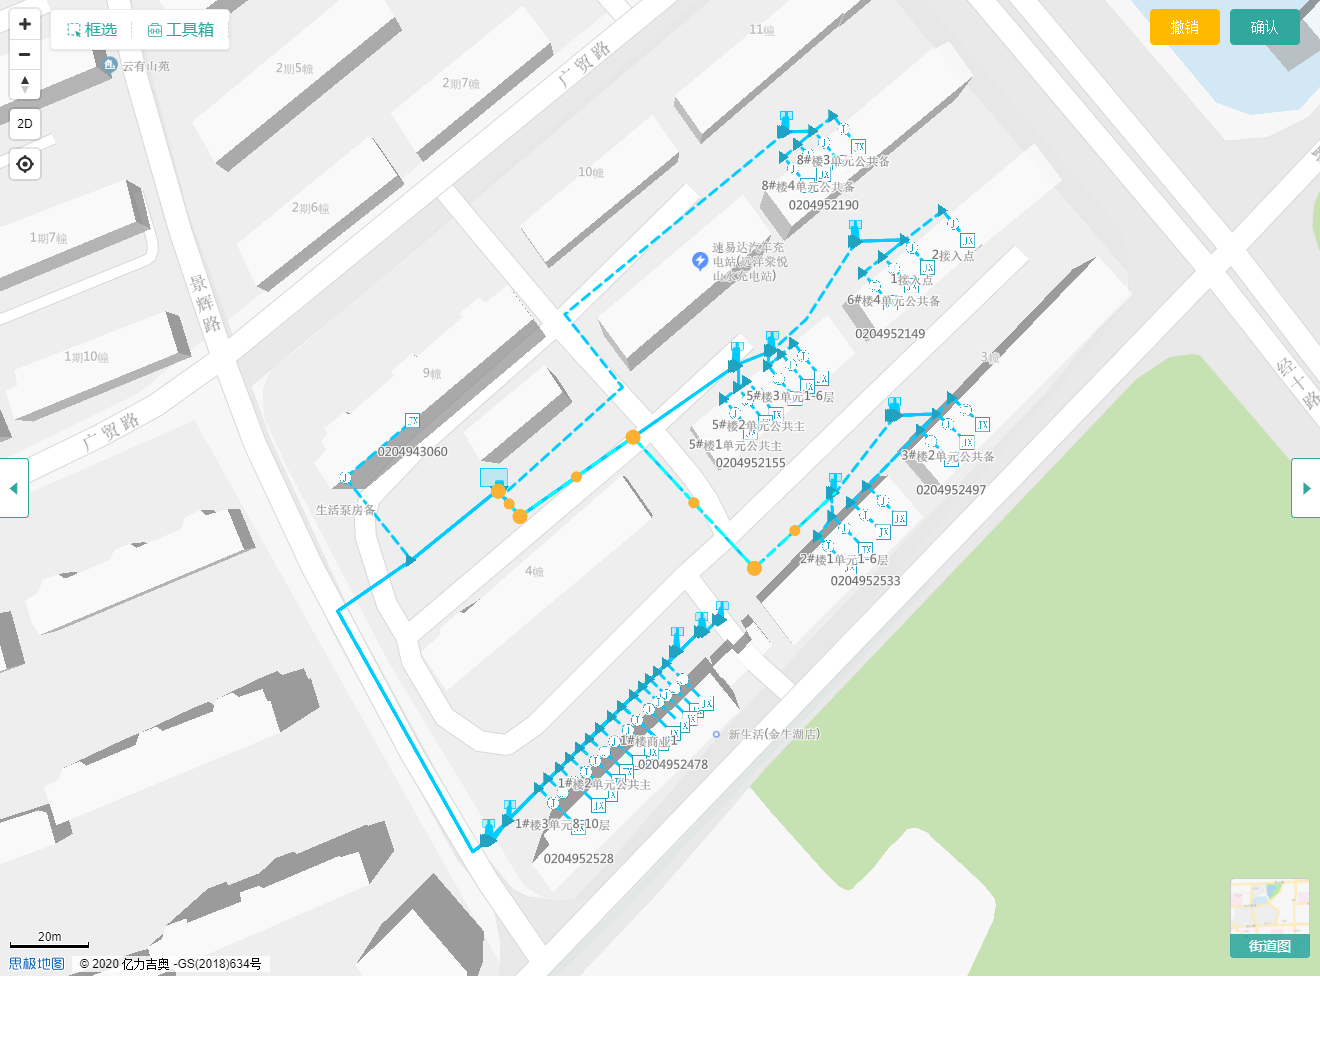 框选
工具箱
撤销
确认
2D
云有山苑
2期5幢
2期7幢
广贸路
11幢
10幢
2期6幢
1期7幢
景辉路
1期10幢
9幢
广贸路
速易达汽车充
电站(远洋棠悦
山水充电站)
8#楼3单元公共备
8#楼4单元公共备
0204952190
2接入点
1接入点
6#楼4单元公共备
0204952149
3幢
经十路
5#楼3单元1-6层
5#楼2单元公共主
5#楼1单元公共主
0204952155
0204943060
生活泵房备
3#楼2单元公共备
0204952497
2#楼1单元1-6层
0204952533
4幢
新生活(金牛湖店)
1#楼商业1
0204952478
1#楼2单元公共主
1#楼3单元8-10层
0204952528
20m
思极地图
© 2020 亿力吉奥 -GS(2018)634号
街道图